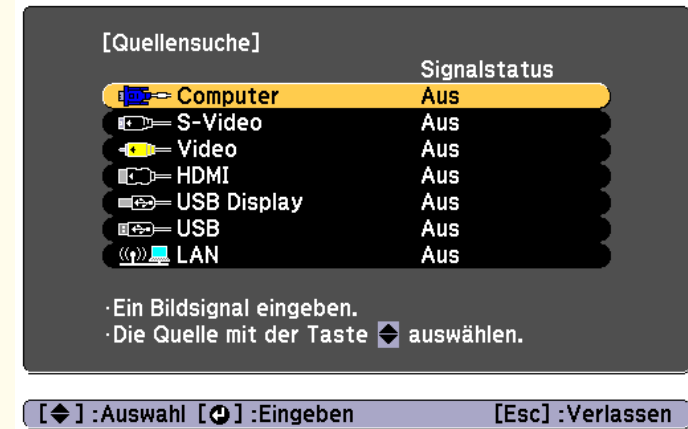 [Quellensuche]
Signalstatus
Computer Aus
S-Video Aus
Video Aus
HDMI Aus
USB Display Aus
USB Aus
LAN Aus
·Ein Bildsignal eingeben.
·Die Quelle mit der Taste auswählen.
[◆]:Auswahl [⏎]:Eingeben [Esc]:Verlassen